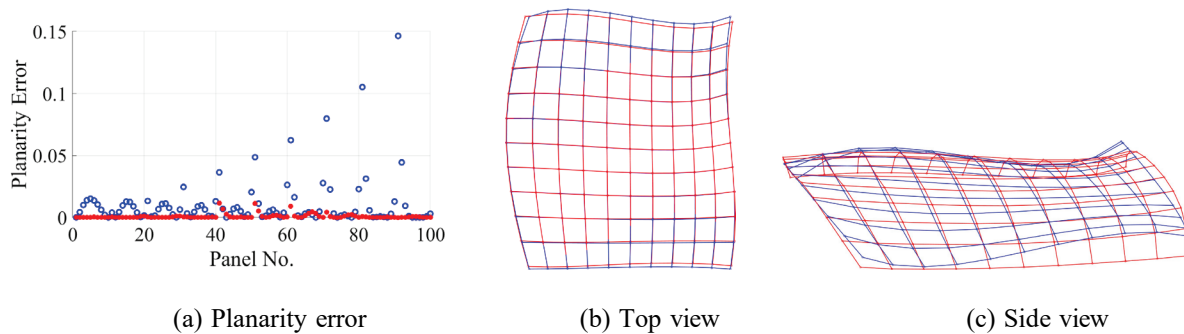 0.15
0.1
0.05
0
Planarity Error
0 20 40 60 80 100
Panel No.
(a) Planarity error
(b) Top view
(c) Side view